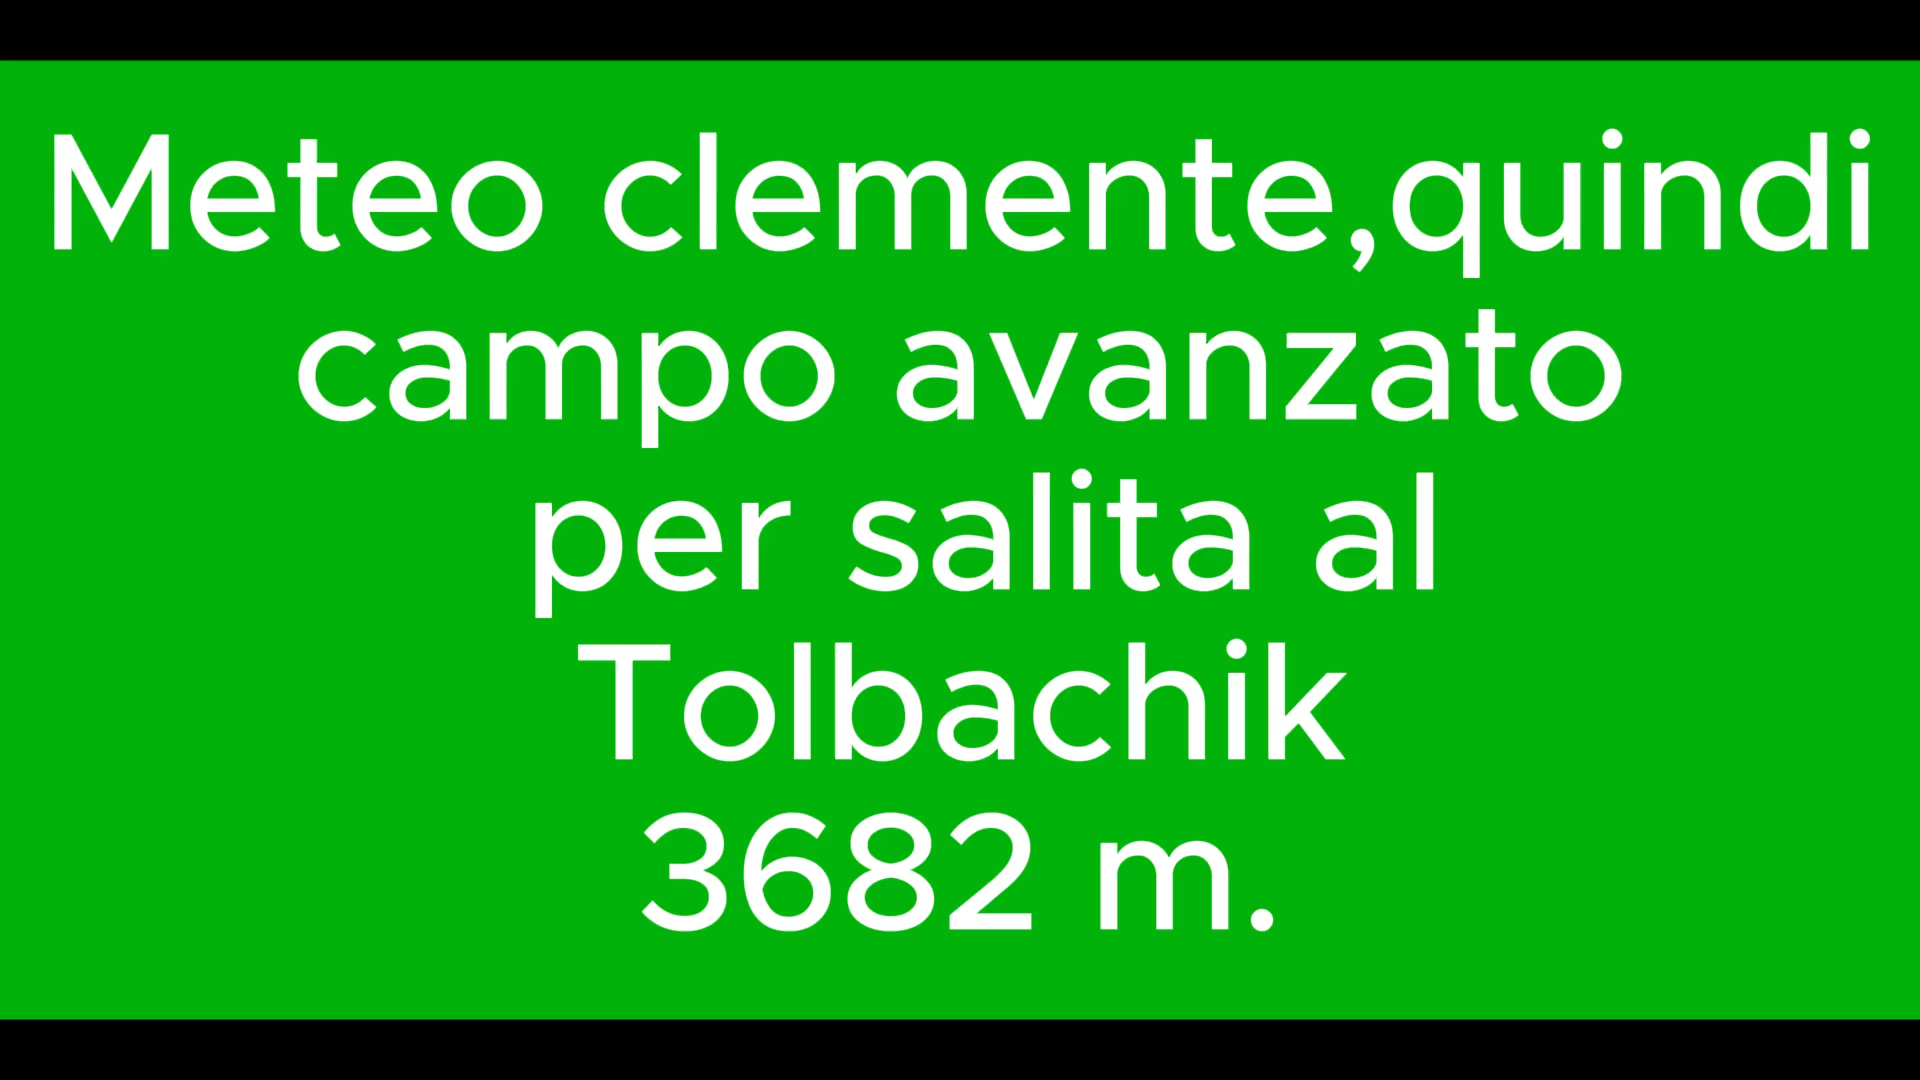 Meteo clemente,quindi
campo avanzato
per salita al
Tolbachik
3682 m.